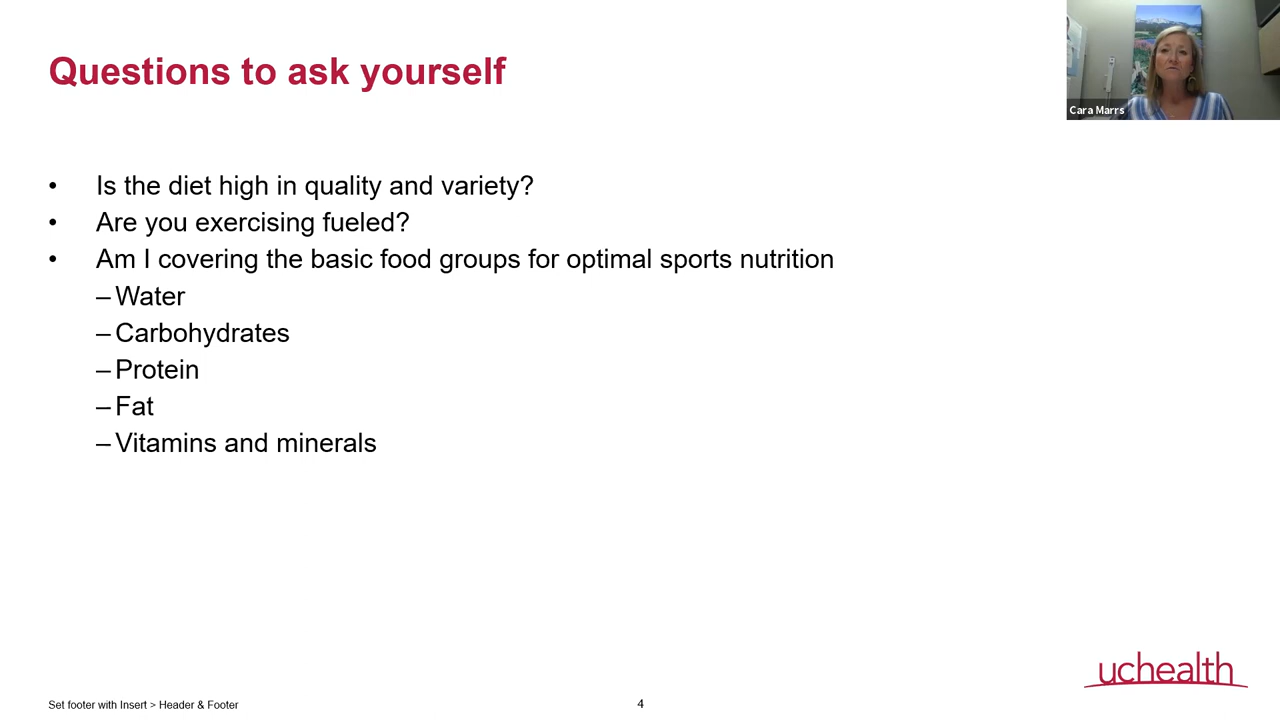 Questions to ask yourself
Cara Marrs
• Is the diet high in quality and variety?
• Are you exercising fueled?
• Am I covering the basic food groups for optimal sports nutrition
– Water
– Carbohydrates
– Protein
– Fat
– Vitamins and minerals
uchealth
Set footer with Insert > Header & Footer
4